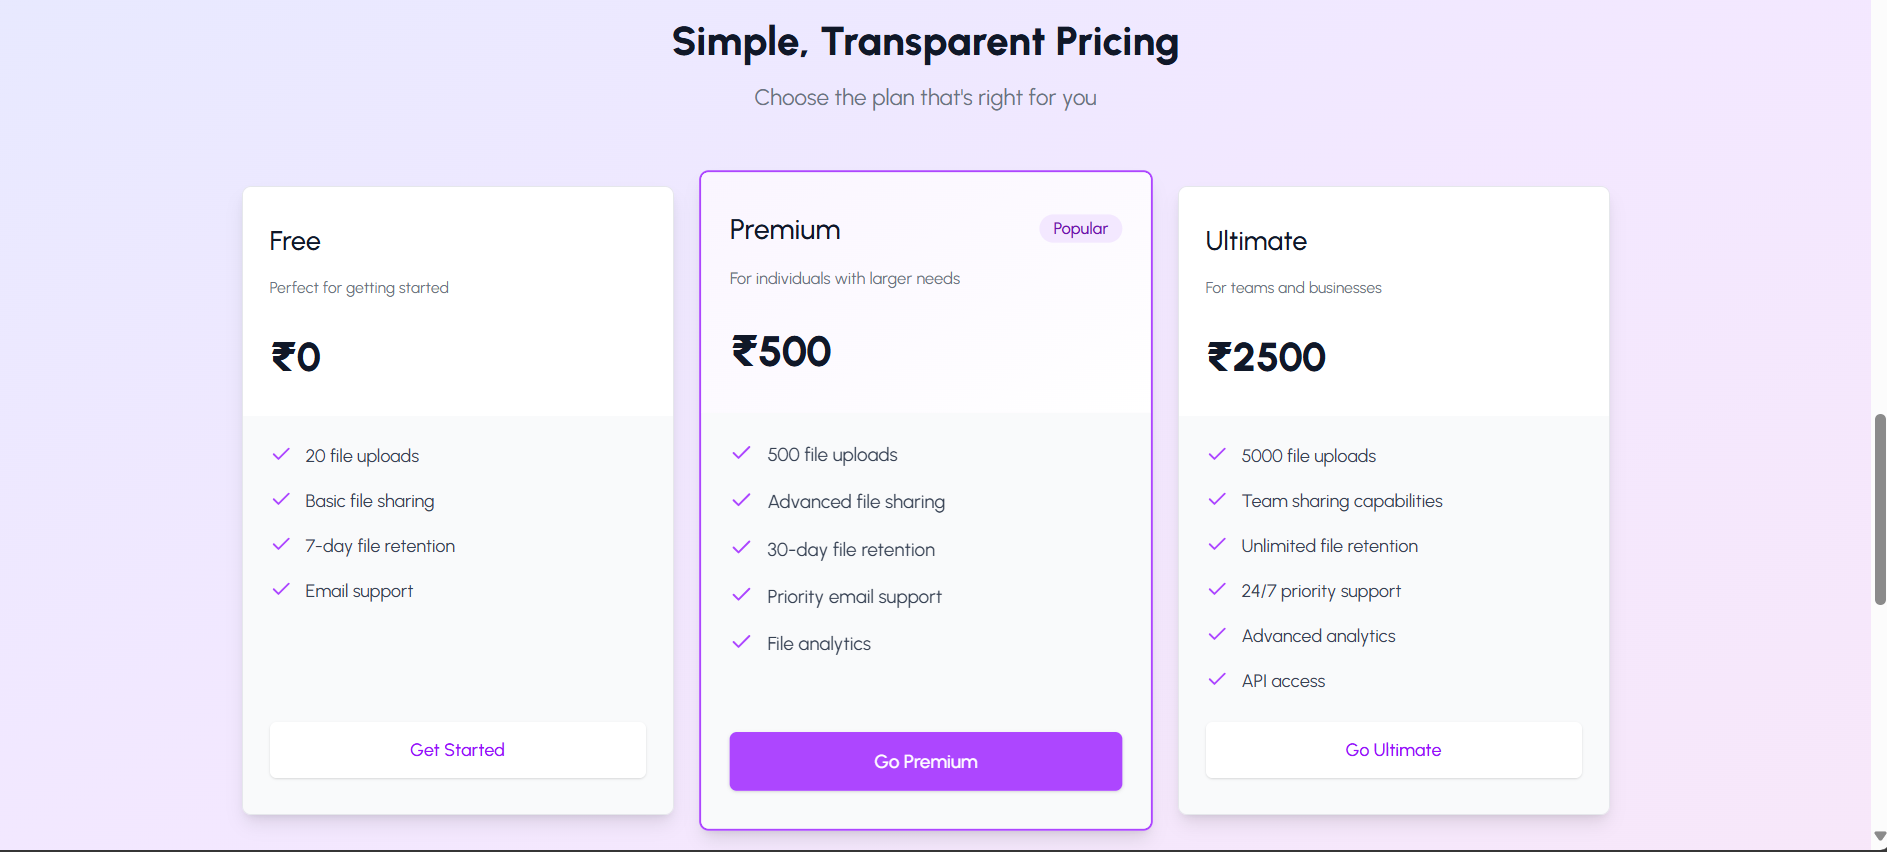 Simple, Transparent Pricing
Choose the plan that's right for you
Free
Perfect for getting started
₹0
20 file uploads
Basic file sharing
7-day file retention
Email support
Get Started
Premium
Popular
For individuals with larger needs
₹500
500 file uploads
Advanced file sharing
30-day file retention
Priority email support
File analytics
Go Premium
Ultimate
For teams and businesses
₹2500
5000 file uploads
Team sharing capabilities
Unlimited file retention
24/7 priority support
Advanced analytics
API access
Go Ultimate